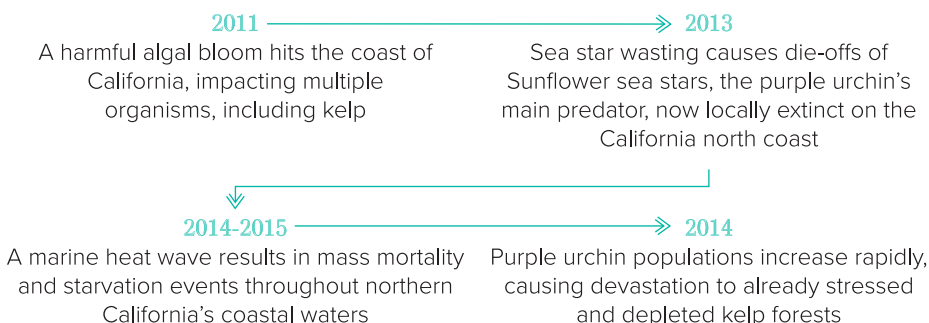 2011
A harmful algal bloom hits the coast of
California, impacting multiple
organisms, including kelp
2013
Sea star wasting causes die-offs of
Sunflower sea stars, the purple urchin's
main predator, now locally extinct on the
California north coast
2014-2015
A marine heat wave results in mass mortality
and starvation events throughout northern
California's coastal waters
2014
Purple urchin populations increase rapidly,
causing devastation to already stressed
and depleted kelp forests